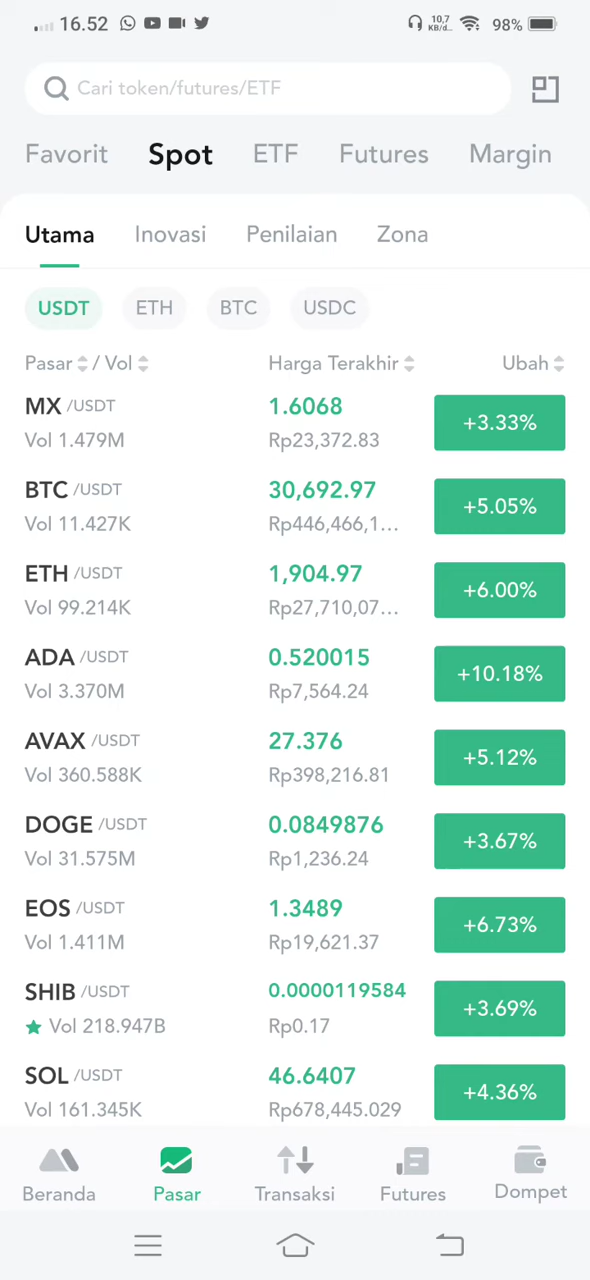 16.52 10,7 KB/d... 98%
Cari token/futures/ETF
Favorit Spot ETF Futures Margin
Utama Inovasi Penilaian Zona
USDT ETH BTC USDC
Pasar / Vol Harga Terakhir Ubah
MX /USDT 1.6068 +3.33%
Vol 1.479M Rp23,372.83
BTC /USDT 30,692.97 +5.05%
Vol 11.427K Rp446,466,1...
ETH /USDT 1,904.97 +6.00%
Vol 99.214K Rp27,710,07...
ADA /USDT 0.520015 +10.18%
Vol 3.370M Rp7,564.24
AVAX /USDT 27.376 +5.12%
Vol 360.588K Rp398,216.81
DOGE /USDT 0.0849876 +3.67%
Vol 31.575M Rp1,236.24
EOS /USDT 1.3489 +6.73%
Vol 1.411M Rp19,621.37
SHIB /USDT 0.0000119584 +3.69%
Vol 218.947B Rp0.17
SOL /USDT 46.6407 +4.36%
Vol 161.345K Rp678,445.029
Beranda Pasar Transaksi Futures Dompet